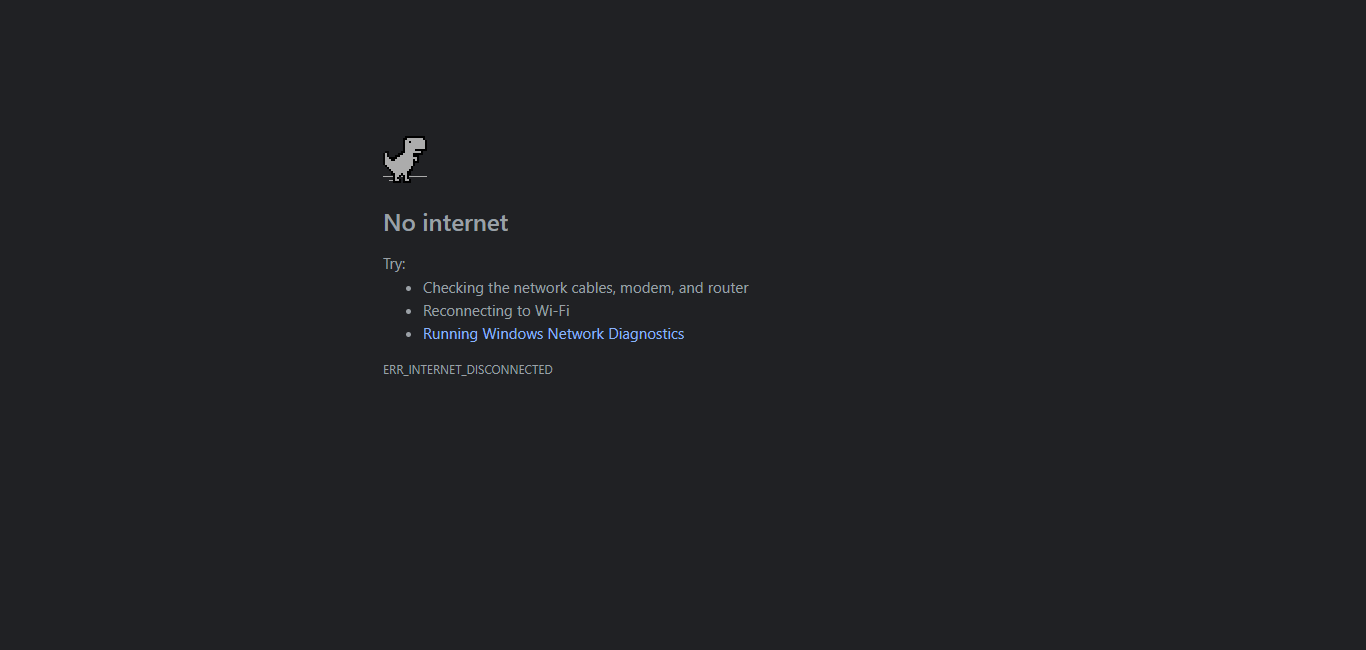 No internet
Try:
Checking the network cables, modem, and router
Reconnecting to Wi-Fi
Running Windows Network Diagnostics
ERR_INTERNET_DISCONNECTED